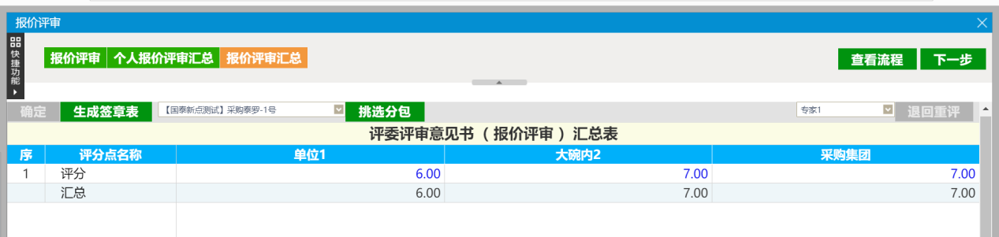 报价评审
快捷功能
报价评审 个人报价评审汇总 报价评审汇总 查看流程 下一步
确定 生成签章表 【国泰新点测试】采购泰罗-1号 挑选分包 专家1 退回重评
评委评审意见书（报价评审）汇总表
序 评分点名称 单位1 大碗内2 采购集团
1 评分 6.00 7.00 7.00
汇总 6.00 7.00 7.00